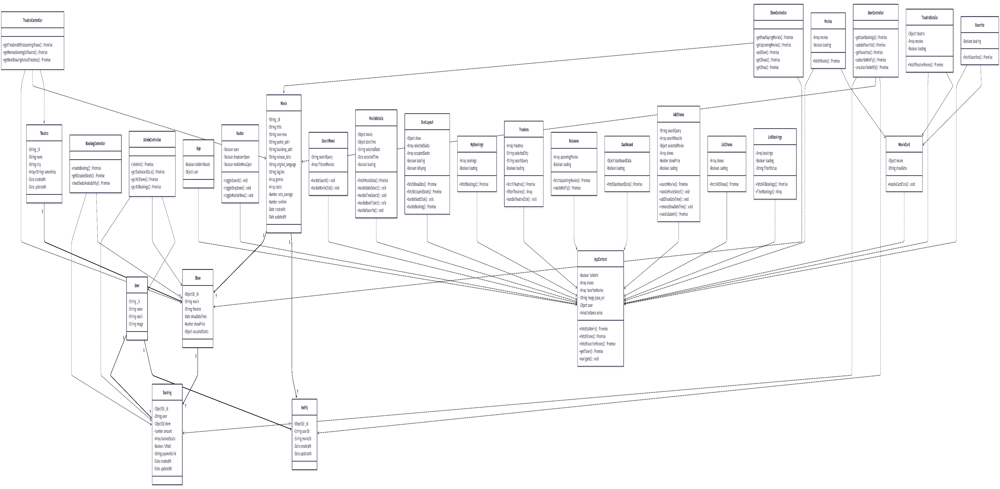 TheatreController
+getTheatresWithUpcomingShows() : Promise
+getMoviesRunningInTheatre() : Promise
+getNowShowingAcrossTheatres() : Promise
ShowController
+getNowPlayingMovies() : Promise
+getUpcomingMovies() : Promise
+addShow() : Promise
+getShows() : Promise
+getShow() : Promise
Movies
-Array movies
-Boolean loading
+fetchMovies() : Promise
UserController
+getUserBookings() : Promise
+updateFavorite() : Promise
+getFavorites() : Promise
+subscribeNotify() : Promise
+unsubscribeNotify() : Promise
TheatreDetails
-Object theatre
-Array movies
-Boolean loading
+fetchTheatreMovies() : Promise
Favorite
-Boolean loading
+fetchFavorites() : Promise
Theatre
-String _id
-String name
-String city
-Array<String> amenities
-Date createdAt
-Date updatedAt
BookingController
+createBooking() : Promise
+getOccupiedSeats() : Promise
-checkSeatsAvailability() : Promise
AdminController
+isAdmin() : Promise
+getDashboardData() : Promise
+getAllShows() : Promise
+getAllBookings() : Promise
App
-Boolean isAdminRoute
-Object user
Navbar
-Boolean open
-Boolean dropdownOpen
-Boolean mobileMenuOpen
+toggleSearch() : void
+toggleDropdown() : void
+toggleMobileMenu() : void
Movie
-String _id
-String title
-String overview
-String poster_path
-String backdrop_path
-String release_date
-String original_language
-String tagline
-Array genres
-Array casts
-Number vote_average
-Number runtime
-Date createdAt
-Date updatedAt
SearchPanel
-String searchQuery
-Array filteredMovies
+handleSearch() : void
+handleMovieClick() : void
MovieDetails
-Object movie
-Object dateTime
-String selectedDate
-Date selectedTime
-Boolean loading
+fetchMovieData() : Promise
+handleDateSelect() : void
+handleTimeSelect() : void
+handleBookTicket() : void
+handleFavorite() : void
SeatLayout
-Object show
-Array selectedSeats
-Array occupiedSeats
-Boolean loading
-Boolean isPaying
+fetchShowData() : Promise
+fetchOccupiedSeats() : Promise
+handleSeatClick() : void
+handleBooking() : Promise
MyBookings
-Array bookings
-Boolean loading
+fetchBookings() : Promise
Theaters
-Array theatres
-String selectedCity
-String searchQuery
-Boolean loading
+fetchTheatres() : Promise
+filterTheatres() : Array
+handleTheatreClick() : void
Releases
-Array upcomingMovies
-Boolean loading
+fetchUpcomingMovies() : Promise
+handleNotify() : Promise
Dashboard
-Object dashboardData
-Boolean loading
+fetchDashboardData() : Promise
AddShows
-String searchQuery
-Array searchResults
-Object selectedMovie
-Array shows
-Number showPrice
-Boolean loading
+searchMovies() : Promise
+handleMovieSelect() : void
+addShowDateTime() : void
+removeShowDateTime() : void
+handleSubmit() : Promise
ListShows
-Array shows
-Boolean loading
+fetchAllShows() : Promise
ListBookings
-Array bookings
-Boolean loading
-String filterStatus
+fetchAllBookings() : Promise
+filterBookings() : Array
MovieCard
-Object movie
-String showDate
+handleCardClick() : void
User
-String _id
-String name
-String email
-String image
Show
-ObjectId _id
-String movie
-String theatre
-Date showDateTime
-Number showPrice
-Object occupiedSeats
AppContext
-Boolean isAdmin
-Array shows
-Array favoriteMovies
-String image_base_url
-Object user
-AxiosInstance axios
+fetchIsAdmin() : Promise
+fetchShows() : Promise
+fetchFavoriteMovies() : Promise
+getToken() : Promise
+navigate() : void
Booking
-ObjectId _id
-String user
-ObjectId show
-Number amount
-Array bookedSeats
-Boolean isPaid
-String paymentLink
-Date createdAt
-Date updatedAt
Notify
-ObjectId _id
-String userId
-String movieId
-Date createdAt
-Date updatedAt